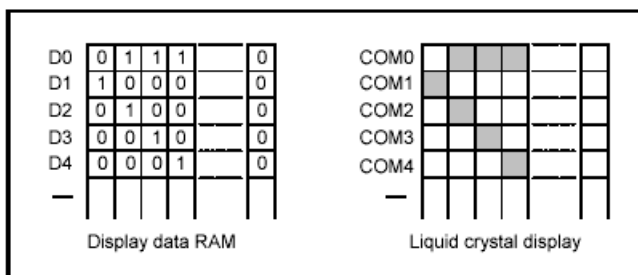 D0 0 1 1 1 0
D1 1 0 0 0 0
D2 0 1 0 0 0
D3 0 0 1 0 0
D4 0 0 0 1 0
Display data RAM
COM0
COM1
COM2
COM3
COM4
Liquid crystal display